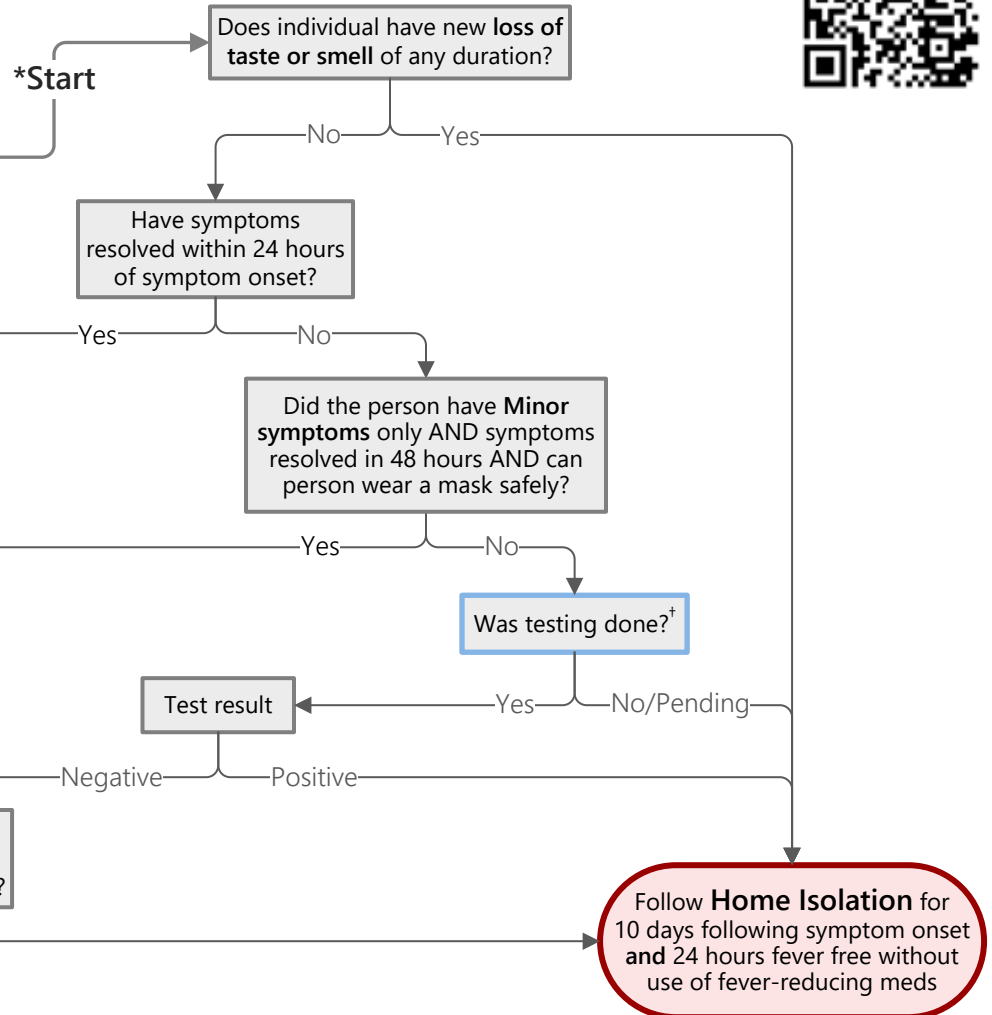 Does individual have new loss of
taste or smell of any duration?
*Start
No
Yes
Have symptoms
resolved within 24 hours
of symptom onset?
Yes
No
Did the person have Minor
symptoms only AND symptoms
resolved in 48 hours AND can
person wear a mask safely?
Yes
No
Was testing done?†
Test result
Yes
No/Pending
Negative
Positive
?
Follow Home Isolation for
10 days following symptom onset
and 24 hours fever free without
use of fever-reducing meds